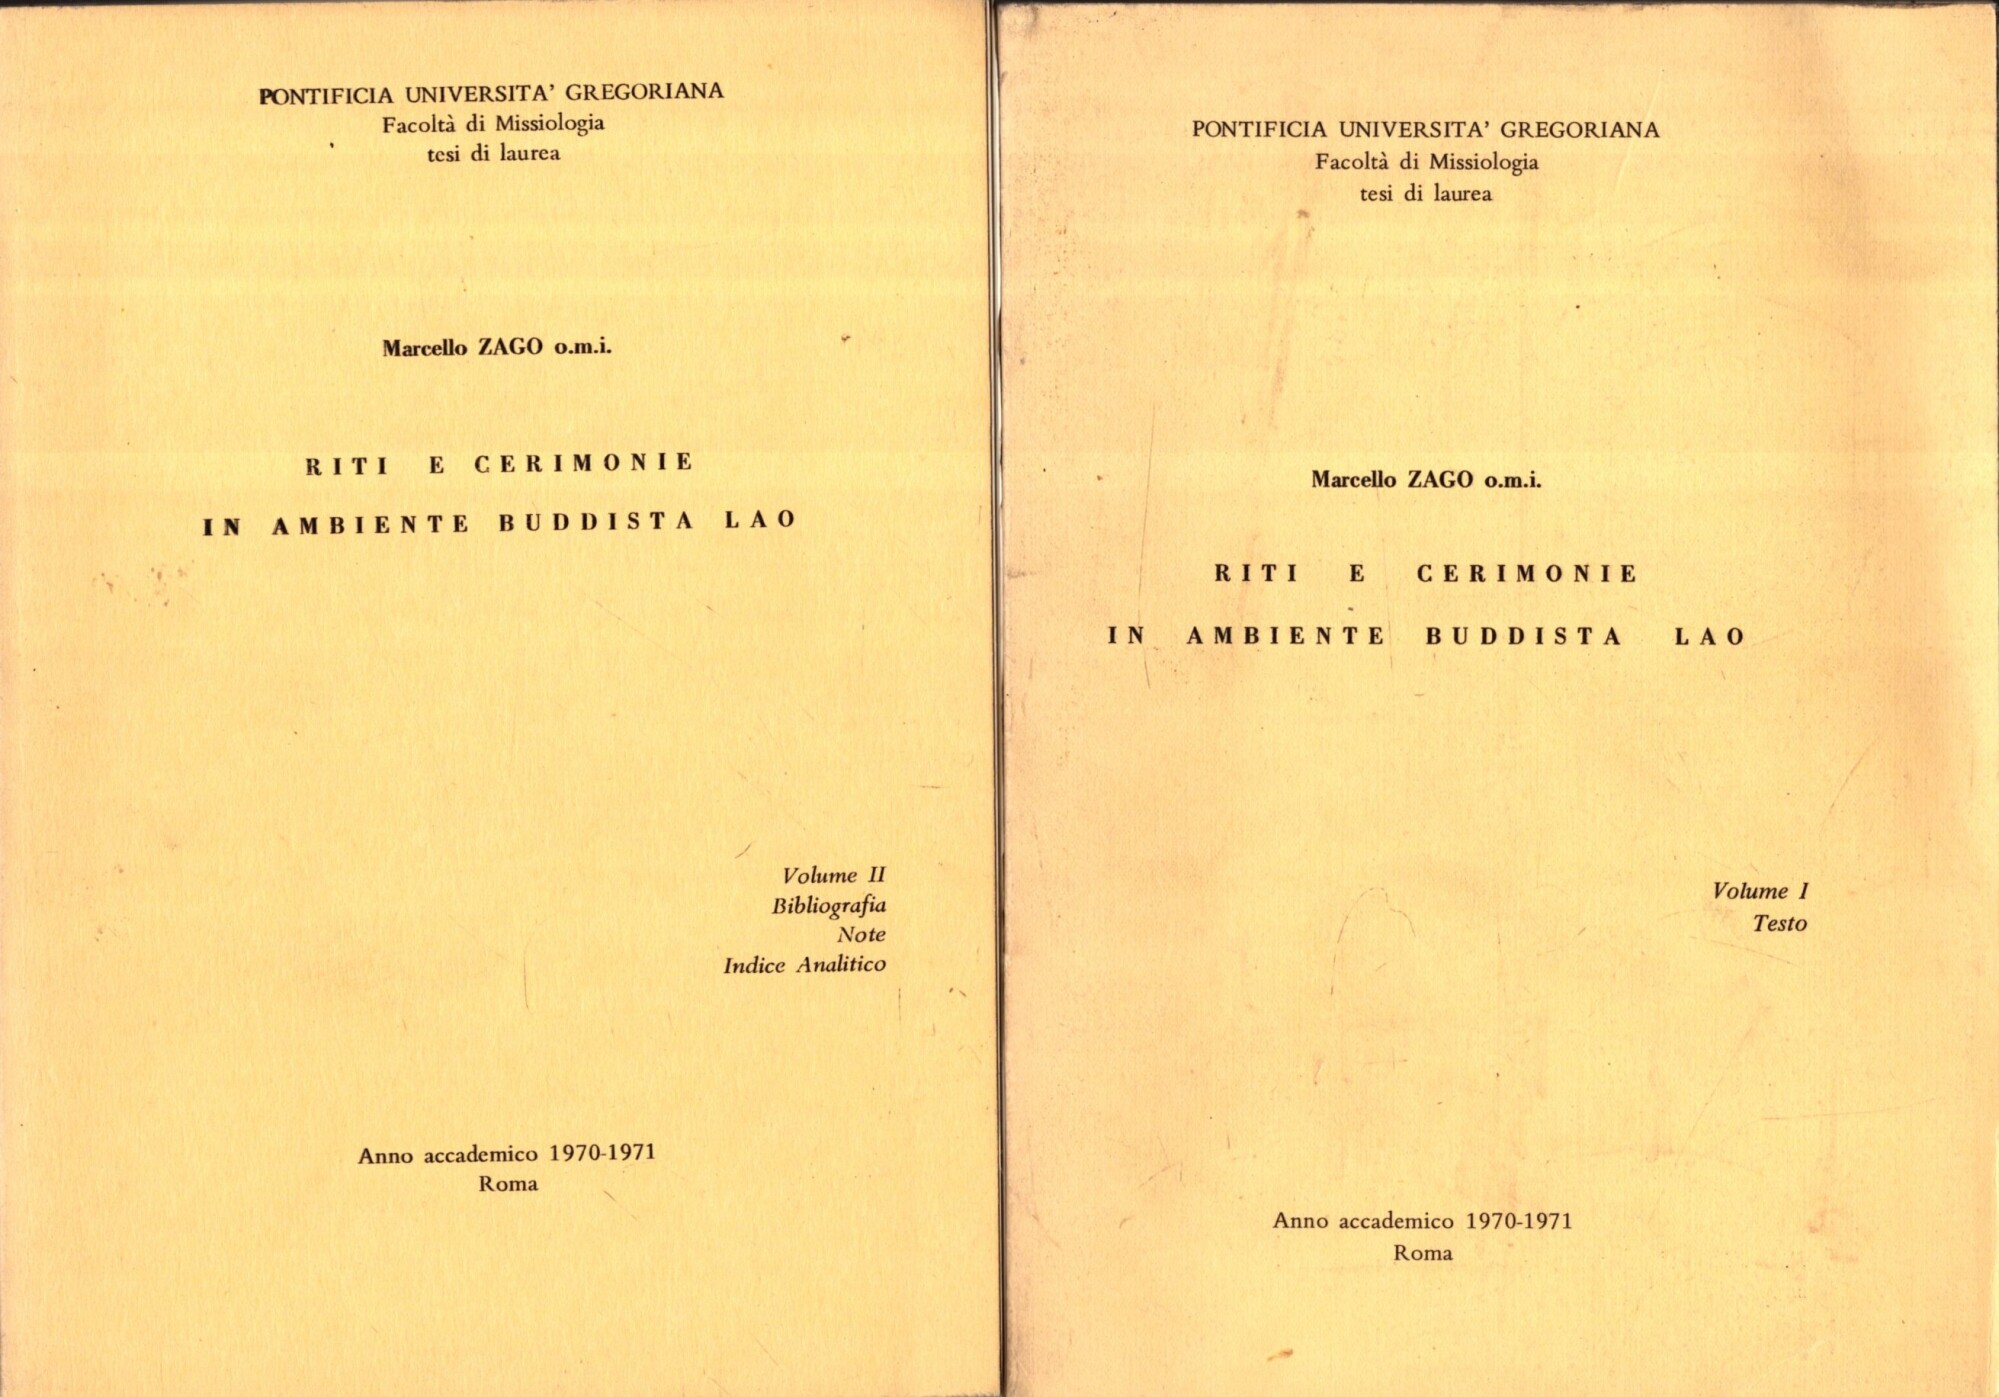 PONTIFICIA UNIVERSITA' GREGORIANA
Facoltà di Missiologia
tesi di laurea
Marcello ZAGO o.m.i.
RITI E CERIMONIE
IN AMBIENTE BUDDISTA LAO
Volume II
Bibliografia
Note
Indice Analitico
Anno accademico 1970-1971
Roma
PONTIFICIA UNIVERSITA' GREGORIANA
Facoltà di Missiologia
tesi di laurea
Marcello ZAGO o.m.i.
RITI E CERIMONIE
IN AMBIENTE BUDDISTA LAO
Volume I
Testo
Anno accademico 1970-1971
Roma